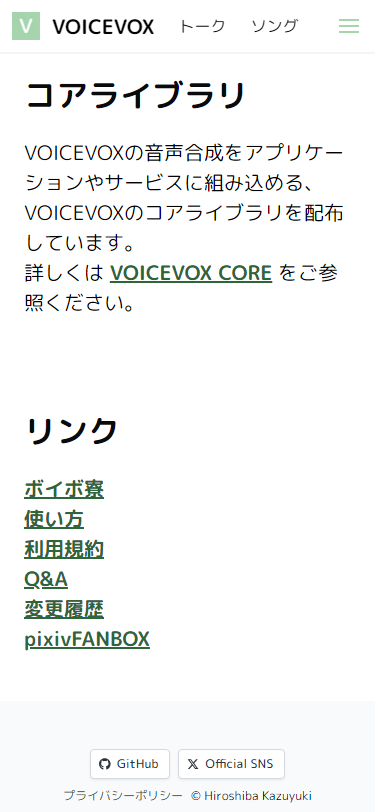 V VOICEVOX トーク ソング
コアライブラリ
VOICEVOXの音声合成をアプリケー
ションやサービスに組み込める、
VOICEVOXのコアライブラリを配布
しています。
詳しくは VOICEVOX CORE をご参
照ください。
リンク
ボイボ寮
使い方
利用規約
Q&A
変更履歴
pixivFANBOX
GitHub Official SNS
プライバシーポリシー © Hiroshiba Kazuyuki